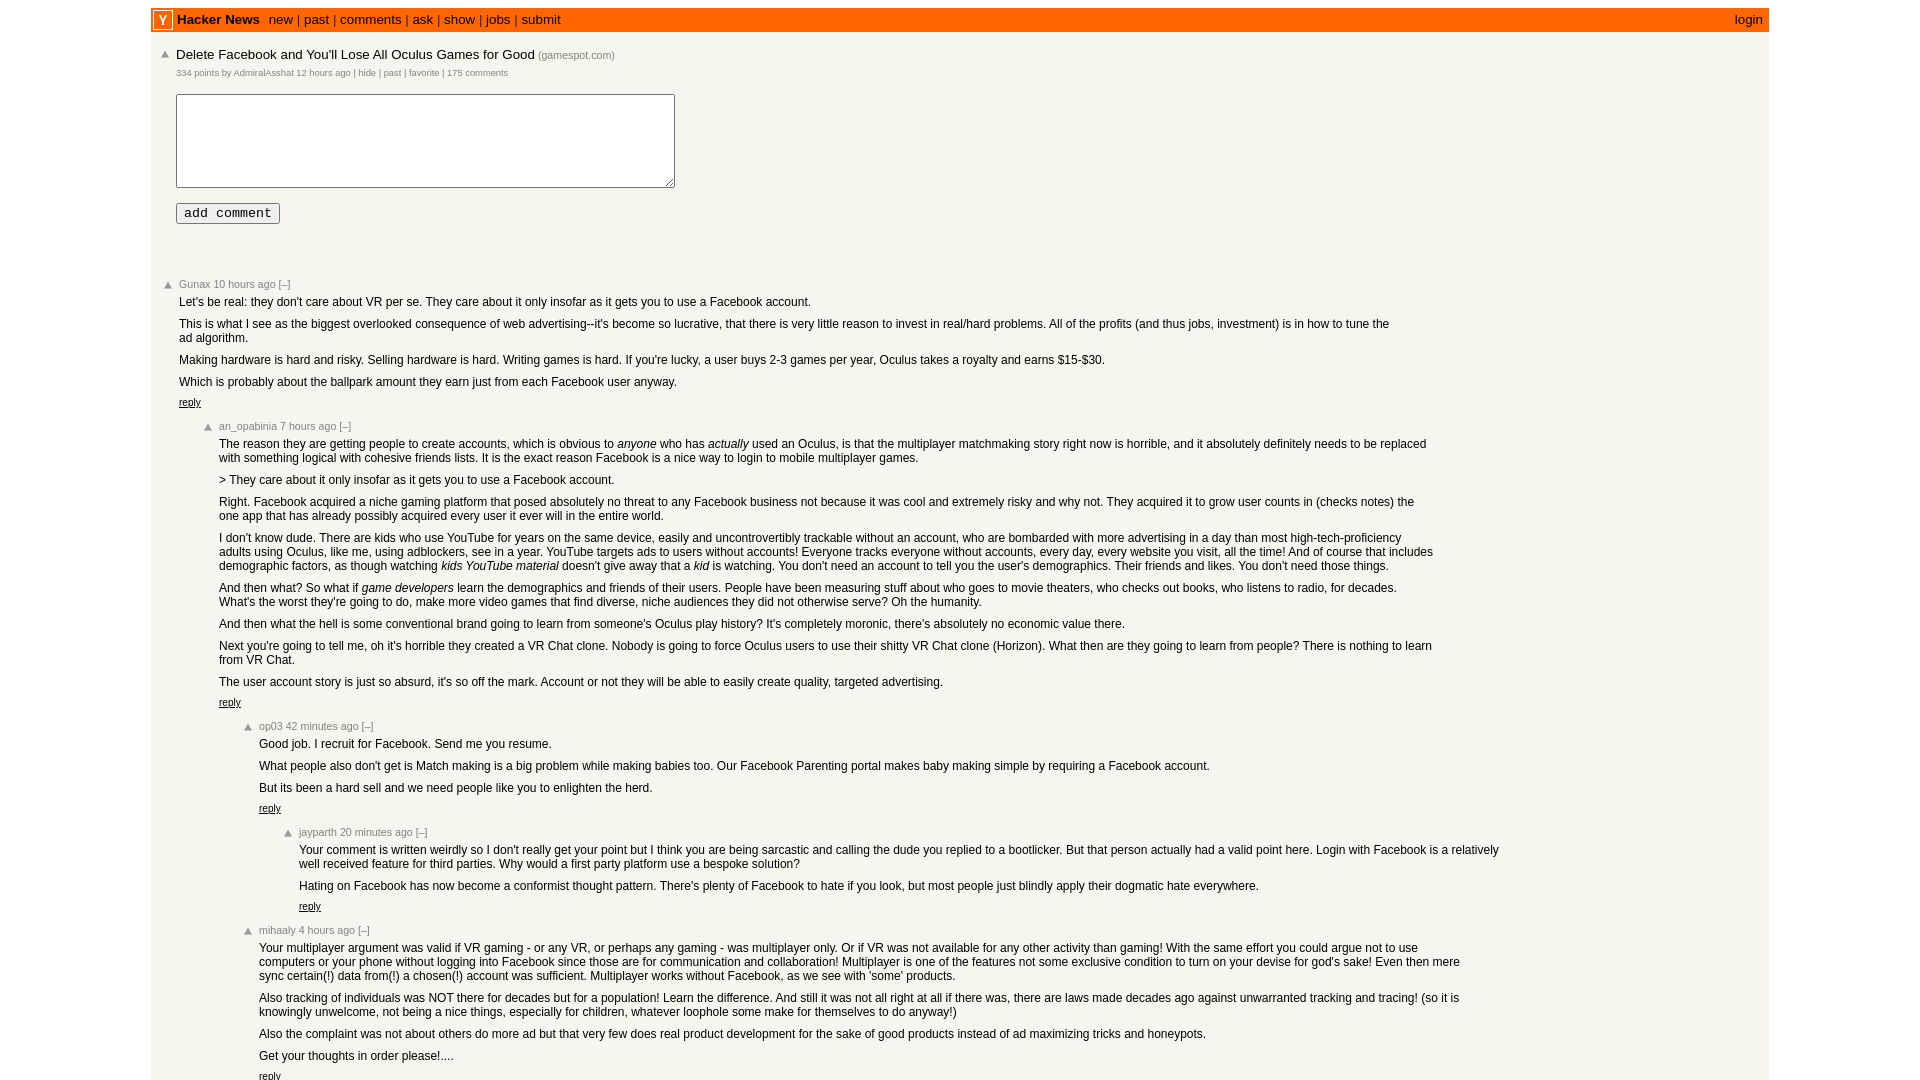 Y Hacker News new | past | comments | ask | show | jobs | submit login
Delete Facebook and You'll Lose All Oculus Games for Good (gamespot.com)
334 points by AdmiralAsshat 12 hours ago | hide | past | favorite | 175 comments
add comment
Gunax 10 hours ago [–]
Let's be real: they don't care about VR per se. They care about it only insofar as it gets you to use a Facebook account.
This is what I see as the biggest overlooked consequence of web advertising--it's become so lucrative, that there is very little reason to invest in real/hard problems. All of the profits (and thus jobs, investment) is in how to tune the
ad algorithm.
Making hardware is hard and risky. Selling hardware is hard. Writing games is hard. If you're lucky, a user buys 2-3 games per year, Oculus takes a royalty and earns $15-$30.
Which is probably about the ballpark amount they earn just from each Facebook user anyway.
reply
an_opabinia 7 hours ago [–]
The reason they are getting people to create accounts, which is obvious to anyone who has actually used an Oculus, is that the multiplayer matchmaking story right now is horrible, and it absolutely definitely needs to be replaced
with something logical with cohesive friends lists. It is the exact reason Facebook is a nice way to login to mobile multiplayer games.
> They care about it only insofar as it gets you to use a Facebook account.
Right. Facebook acquired a niche gaming platform that posed absolutely no threat to any Facebook business not because it was cool and extremely risky and why not. They acquired it to grow user counts in (checks notes) the
one app that has already possibly acquired every user it ever will in the entire world.
I don't know dude. There are kids who use YouTube for years on the same device, easily and uncontrovertibly trackable without an account, who are bombarded with more advertising in a day than most high-tech-proficiency
adults using Oculus, like me, using adblockers, see in a year. YouTube targets ads to users without accounts! Everyone tracks everyone without accounts, every day, every website you visit, all the time! And of course that includes
demographic factors, as though watching kids YouTube material doesn't give away that a kid is watching. You don't need an account to tell you the user's demographics. Their friends and likes. You don't need those things.
And then what? So what if game developers learn the demographics and friends of their users. People have been measuring stuff about who goes to movie theaters, who checks out books, who listens to radio, for decades.
What's the worst they're going to do, make more video games that find diverse, niche audiences they did not otherwise serve? Oh the humanity.
And then what the hell is some conventional brand going to learn from someone's Oculus play history? It's completely moronic, there's absolutely no economic value there.
Next you're going to tell me, oh it's horrible they created a VR Chat clone. Nobody is going to force Oculus users to use their shitty VR Chat clone (Horizon). What then are they going to learn from people? There is nothing to learn
from VR Chat.
The user account story is just so absurd, it's so off the mark. Account or not they will be able to easily create quality, targeted advertising.
reply
op03 42 minutes ago [–]
Good job. I recruit for Facebook. Send me you resume.
What people also don't get is Match making is a big problem while making babies too. Our Facebook Parenting portal makes baby making simple by requiring a Facebook account.
But its been a hard sell and we need people like you to enlighten the herd.
reply
jayparth 20 minutes ago [–]
Your comment is written weirdly so I don't really get your point but I think you are being sarcastic and calling the dude you replied to a bootlicker. But that person actually had a valid point here. Login with Facebook is a relatively
well received feature for third parties. Why would a first party platform use a bespoke solution?
Hating on Facebook has now become a conformist thought pattern. There's plenty of Facebook to hate if you look, but most people just blindly apply their dogmatic hate everywhere.
reply
mihaaly 4 hours ago [–]
Your multiplayer argument was valid if VR gaming - or any VR, or perhaps any gaming - was multiplayer only. Or if VR was not available for any other activity than gaming! With the same effort you could argue not to use
computers or your phone without logging into Facebook since those are for communication and collaboration! Multiplayer is one of the features not some exclusive condition to turn on your devise for god's sake! Even then mere
sync certain(!) data from(!) a chosen(!) account was sufficient. Multiplayer works without Facebook, as we see with 'some' products.
Also tracking of individuals was NOT there for decades but for a population! Learn the difference. And still it was not all right at all if there was, there are laws made decades ago against unwarranted tracking and tracing! (so it is
knowingly unwelcome, not being a nice things, especially for children, whatever loophole some make for themselves to do anyway!)
Also the complaint was not about others do more ad but that very few does real product development for the sake of good products instead of ad maximizing tricks and honeypots.
Get your thoughts in order please!....
reply